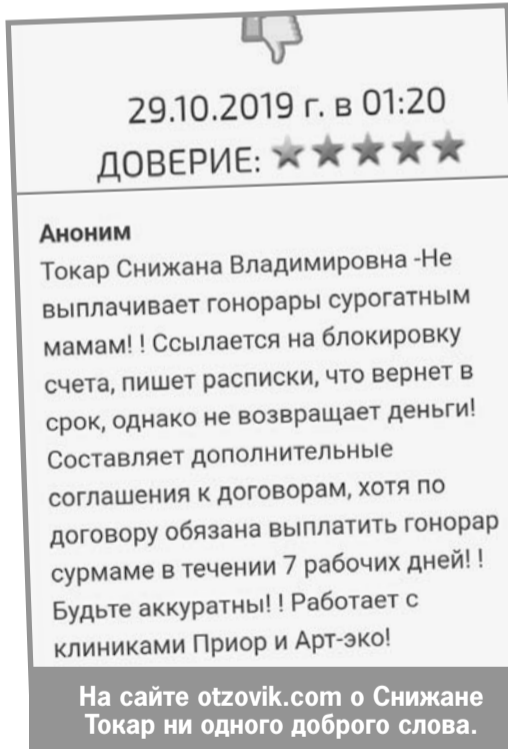 29.10.2019 г. в 01:20
ДОВЕРИЕ:
Аноним
Токар Снижана Владимировна -Не
выплачивает гонорары сурогатным
мамам! ! Ссылается на блокировку
счета, пишет расписки, что вернет в
срок, однако не возвращает деньги!
Составляет дополнительные
соглашения к договорам, хотя по
договору обязана выплатить гонорар
сурмаме в течении 7 рабочих дней! !
Будьте аккуратны! ! Работает с
клиниками Приор и Арт-эко!
На сайте otzovik.com о Снижане
Токар ни одного доброго слова.